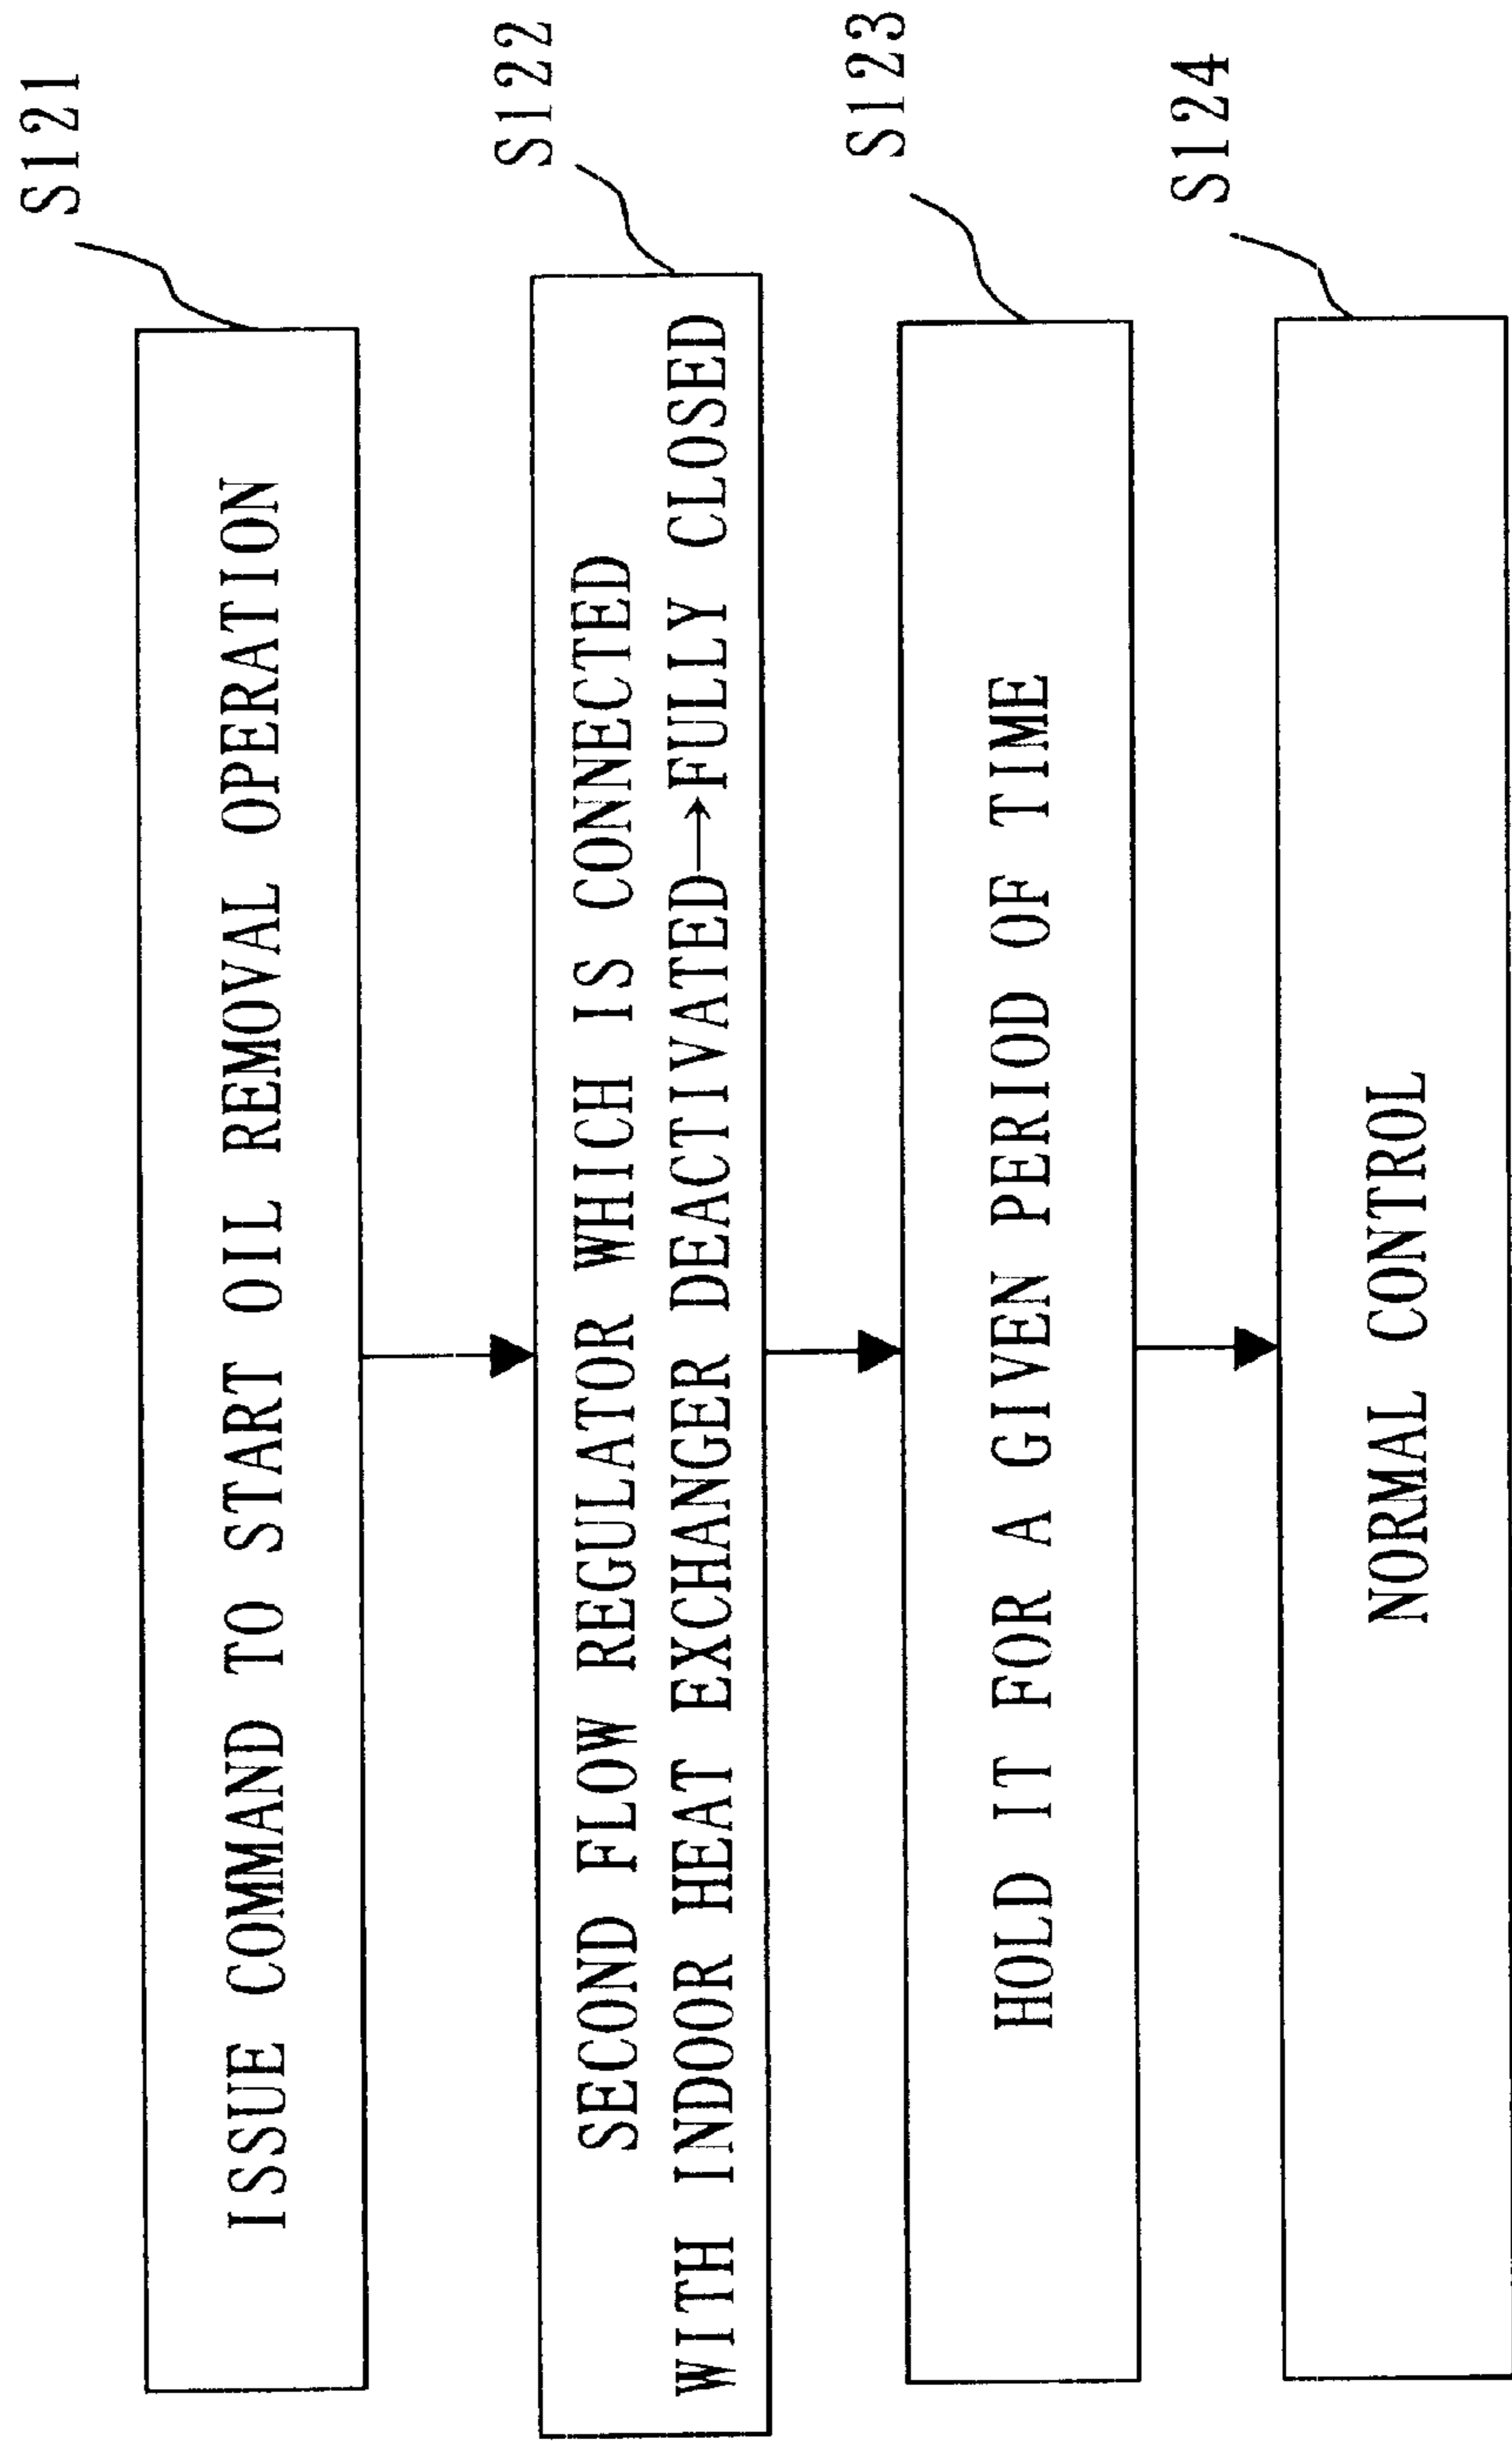 S121
ISSUE COMMAND TO START OIL REMOVAL OPERATION
S122
SECOND FLOW REGULATOR WHICH IS CONNECTED
WITH INDOOR HEAT EXCHANGER DEACTIVATED→FULLY CLOSED
S123
HOLD IT FOR A GIVEN PERIOD OF TIME
S124
NORMAL CONTROL